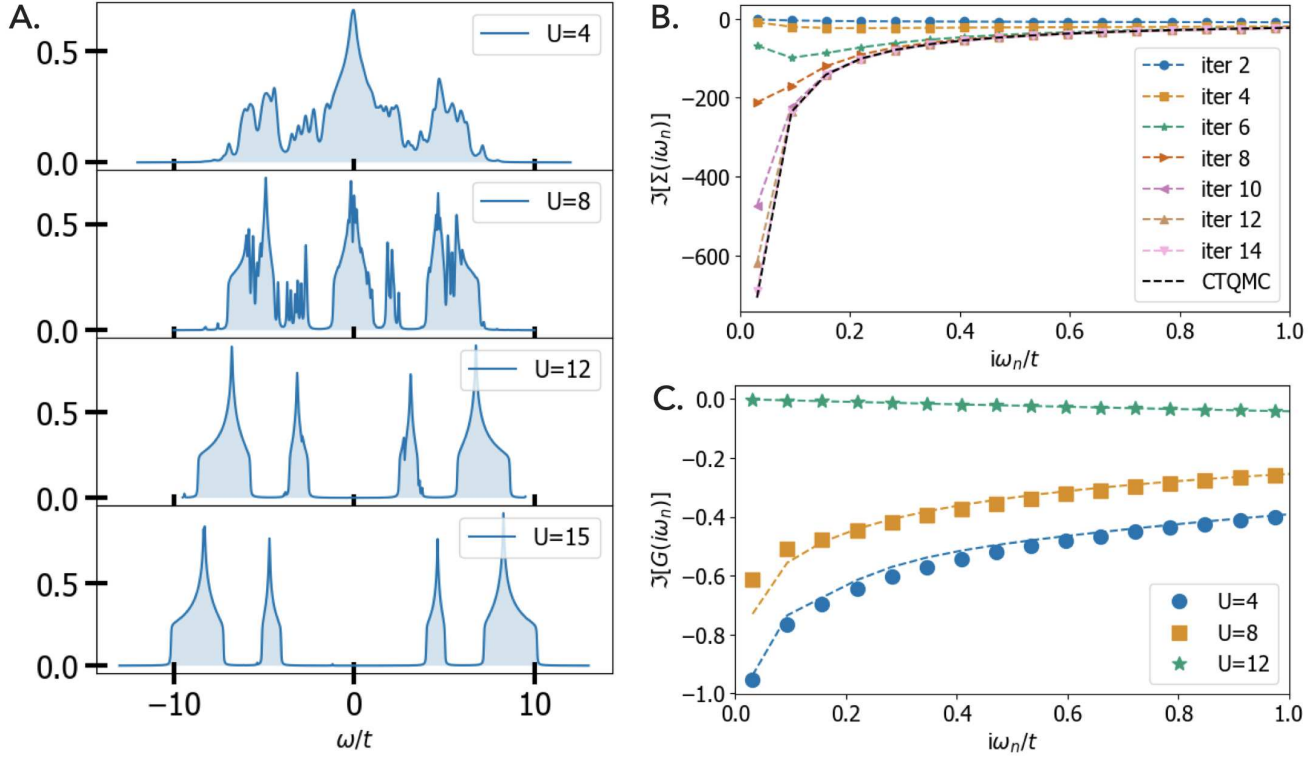 A.
U=4
0.5
0.0
U=8
0.5
0.0
U=12
0.5
0.0
U=15
0.5
0.0
−10 0 10
ω/t
B.
0
−200
−400
−600
ℑ[Σ(iωₙ)]
iter 2
iter 4
iter 6
iter 8
iter 10
iter 12
iter 14
CTQMC
0.0 0.2 0.4 0.6 0.8 1.0
iωₙ/t
C.
0.0
−0.2
−0.4
−0.6
−0.8
−1.0
ℑ[G(iωₙ)]
U=4
U=8
U=12
0.0 0.2 0.4 0.6 0.8 1.0
iωₙ/t